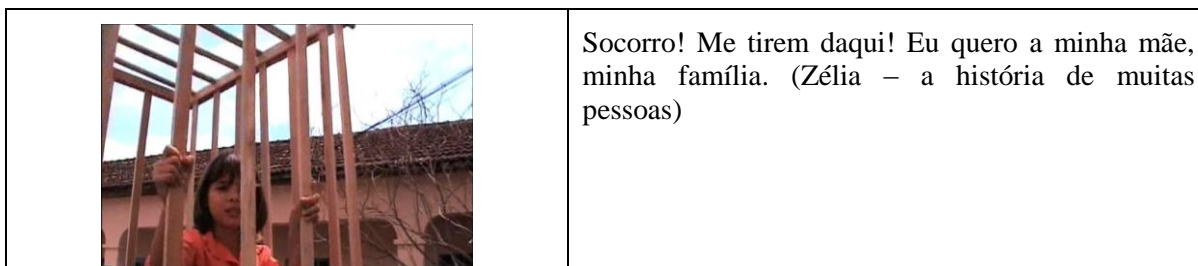 Socorro! Me tirem daqui! Eu quero a minha mãe,
minha família. (Zélia – a história de muitas
pessoas)